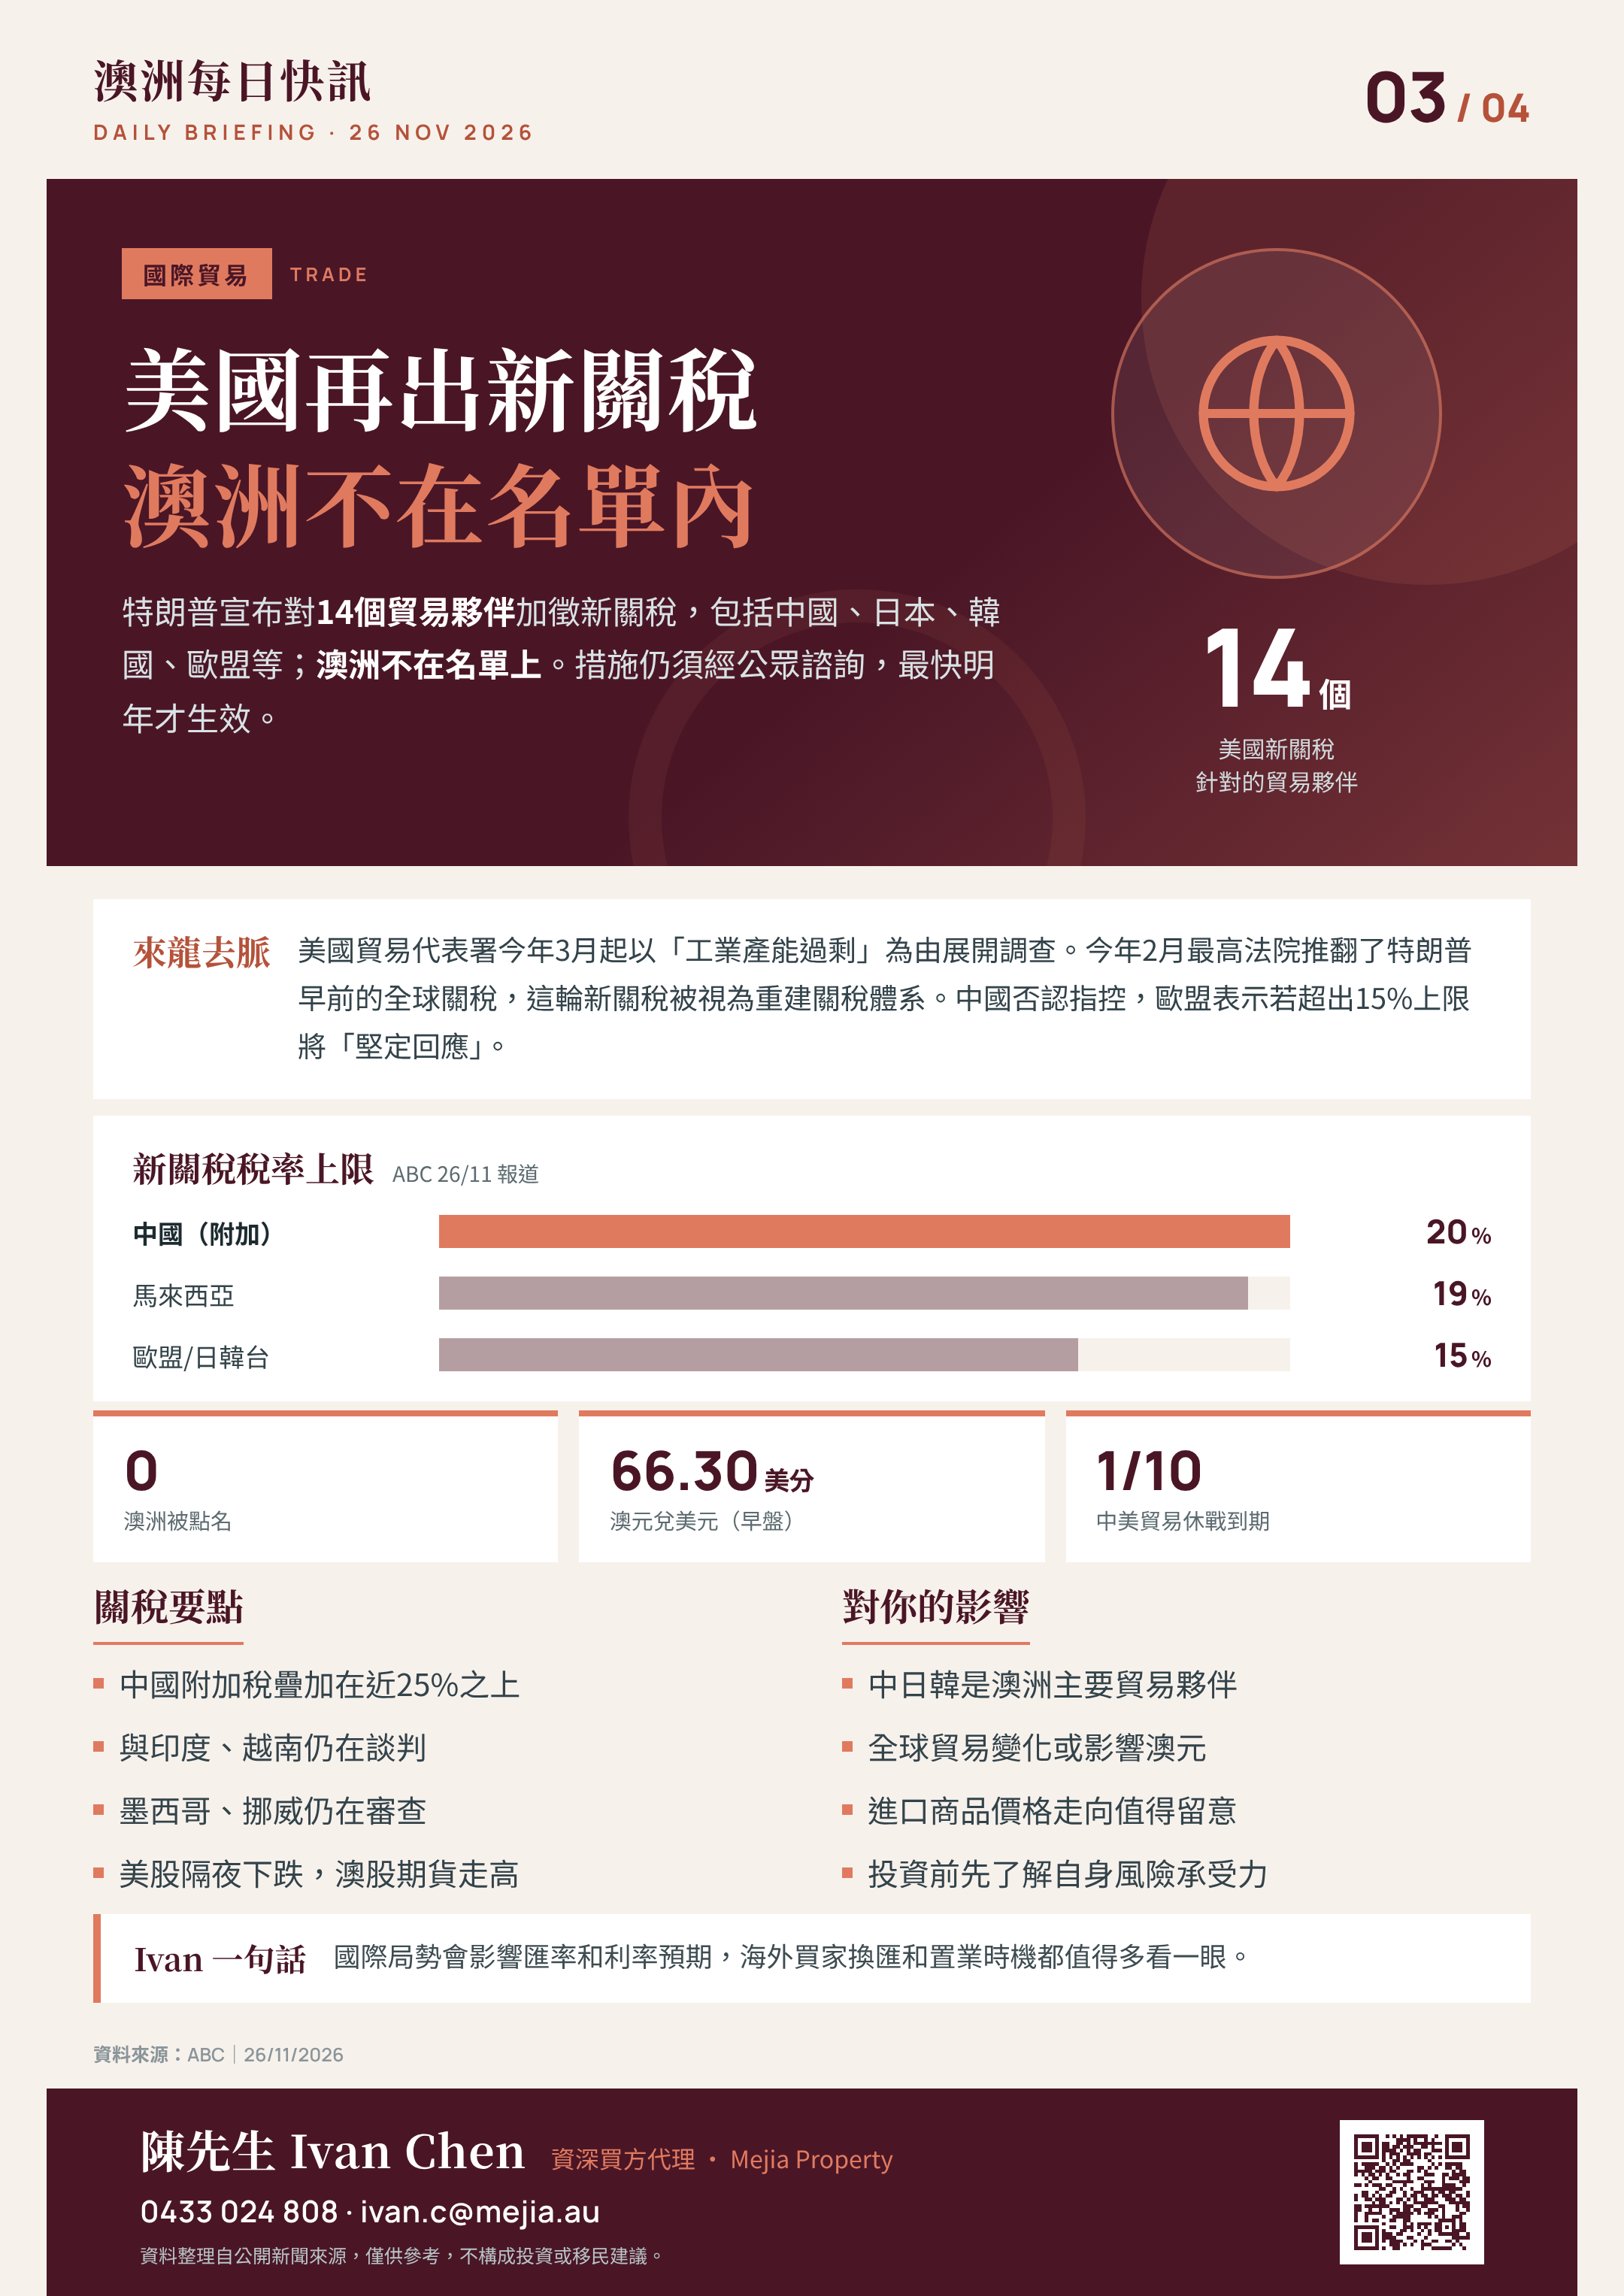 澳洲每日快訊
DAILY BRIEFING · 26 NOV 2026
03 / 04
國際貿易 TRADE
美國再出新關稅
澳洲不在名單內
特朗普宣布對14個貿易夥伴加徵新關稅，包括中國、日本、韓
國、歐盟等；澳洲不在名單上。措施仍須經公眾諮詢，最快明
年才生效。
14個
美國新關稅
針對的貿易夥伴
來龍去脈
美國貿易代表署今年3月起以「工業產能過剩」為由展開調查。今年2月最高法院推翻了特朗普
早前的全球關稅，這輪新關稅被視為重建關稅體系。中國否認指控，歐盟表示若超出15%上限
將「堅定回應」。
新關稅稅率上限 ABC 26/11 報道
中國（附加） 20%
馬來西亞 19%
歐盟/日韓台 15%
0
澳洲被點名
66.30美分
澳元兌美元（早盤）
1/10
中美貿易休戰到期
關稅要點
中國附加稅疊加在近25%之上
與印度、越南仍在談判
墨西哥、挪威仍在審查
美股隔夜下跌，澳股期貨走高
對你的影響
中日韓是澳洲主要貿易夥伴
全球貿易變化或影響澳元
進口商品價格走向值得留意
投資前先了解自身風險承受力
Ivan 一句話 國際局勢會影響匯率和利率預期，海外買家換匯和置業時機都值得多看一眼。
資料來源：ABC｜26/11/2026
陳先生 Ivan Chen 資深買方代理 · Mejia Property
0433 024 808 · ivan.c@mejia.au
資料整理自公開新聞來源，僅供參考，不構成投資或移民建議。